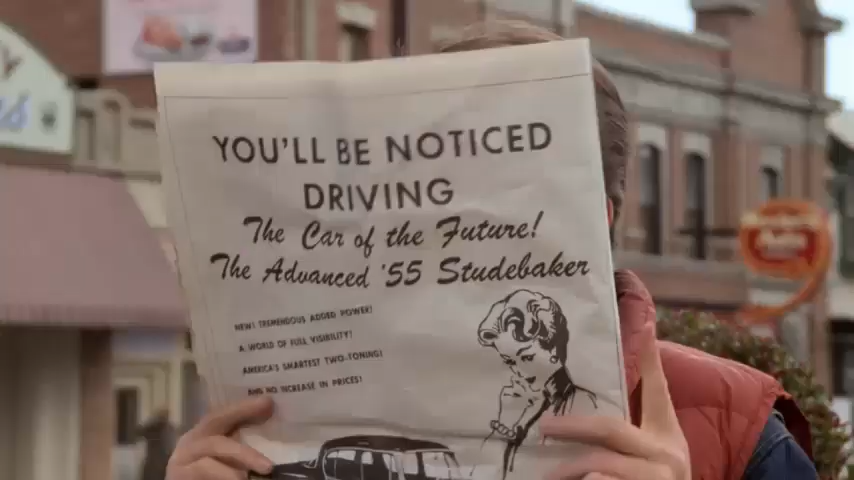 YOU'LL BE NOTICED
DRIVING
The Car of the Future!
The Advanced '55 Studebaker
NEW! TREMENDOUS ADDED POWER!
A WORLD OF FULL VISIBILITY!
AMERICA'S SMARTEST TWO-TONING!
AND NO INCREASE IN PRICES!